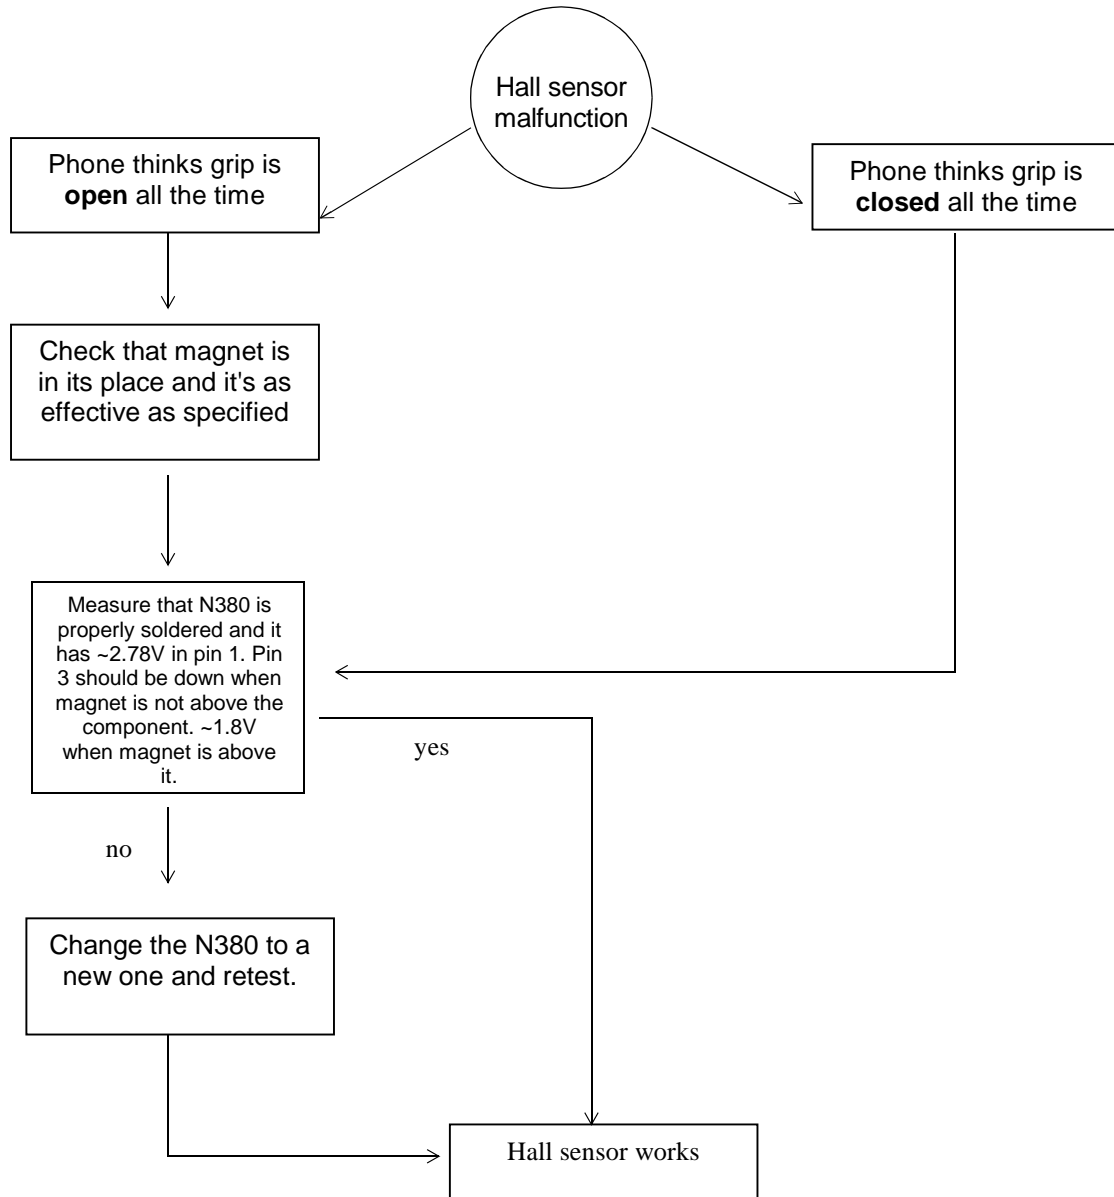 Hall sensor
malfunction
Phone thinks grip is
open all the time
Phone thinks grip is
closed all the time
Check that magnet is
in its place and it's as
effective as specified
Measure that N380 is
properly soldered and it
has ~2.78V in pin 1. Pin
3 should be down when
magnet is not above the
component. ~1.8V
when magnet is above
it.
yes
no
Change the N380 to a
new one and retest.
Hall sensor works